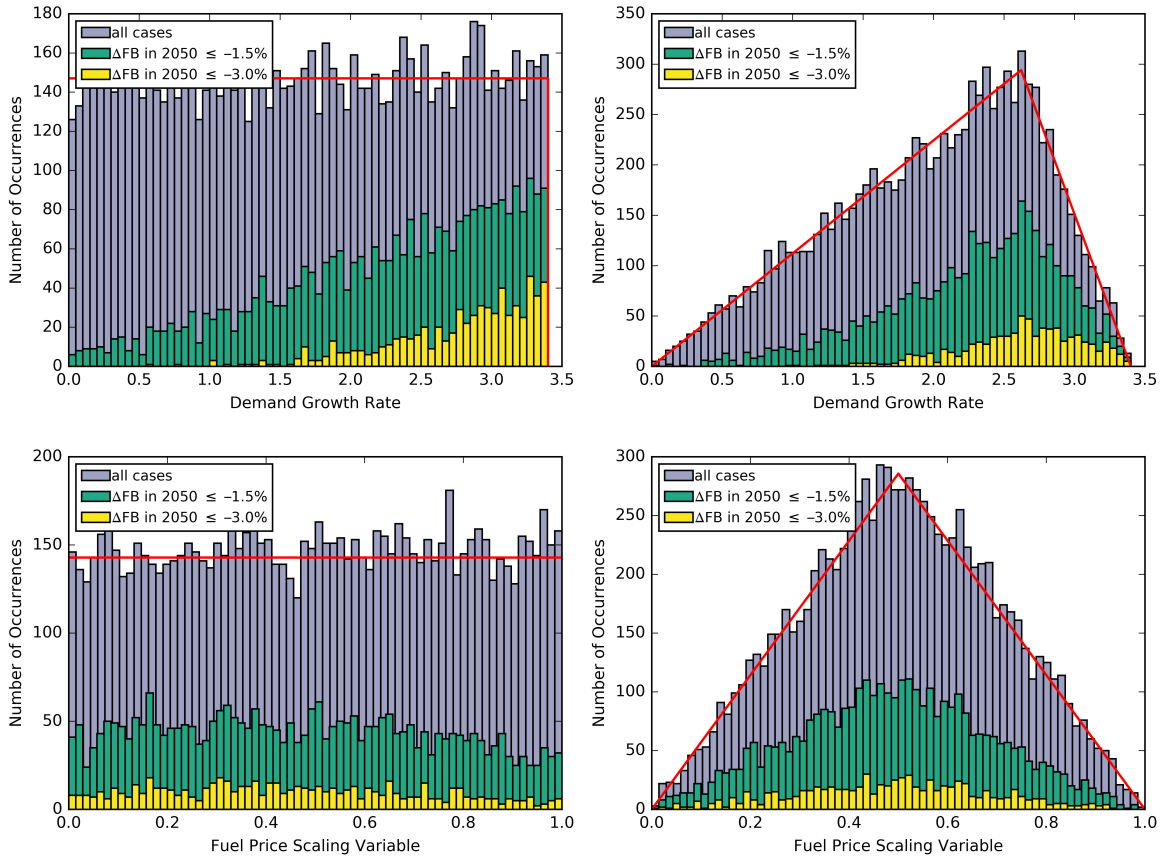 180
160
140
120
100
80
60
40
20
0
Number of Occurrences
all cases
ΔFB in 2050 ≤ −1.5%
ΔFB in 2050 ≤ −3.0%
0.0 0.5 1.0 1.5 2.0 2.5 3.0 3.5
Demand Growth Rate
350
300
250
200
150
100
50
0
Number of Occurrences
all cases
ΔFB in 2050 ≤ −1.5%
ΔFB in 2050 ≤ −3.0%
0.0 0.5 1.0 1.5 2.0 2.5 3.0 3.5
Demand Growth Rate
200
150
100
50
0
Number of Occurrences
all cases
ΔFB in 2050 ≤ −1.5%
ΔFB in 2050 ≤ −3.0%
0.0 0.2 0.4 0.6 0.8 1.0
Fuel Price Scaling Variable
300
250
200
150
100
50
0
Number of Occurrences
all cases
ΔFB in 2050 ≤ −1.5%
ΔFB in 2050 ≤ −3.0%
0.0 0.2 0.4 0.6 0.8 1.0
Fuel Price Scaling Variable